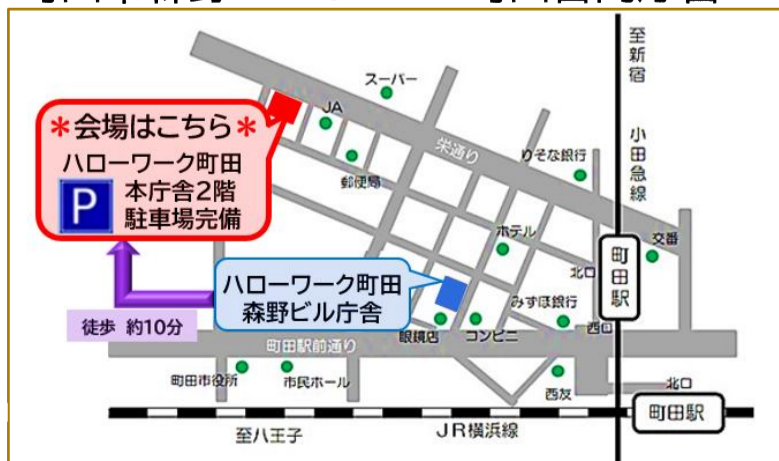 至新宿
小田急線
スーパー
JA
＊会場はこちら＊
ハローワーク町田
P 本庁舎2階
駐車場完備
栄通り
りそな銀行
郵便局
ホテル
交番
北口
町田駅
ハローワーク町田
森野ビル庁舎
みずほ銀行
徒歩 約10分
眼鏡店
コンビニ
西口
町田駅前通り
町田市役所
市民ホール
西友
北口
町田駅
至八王子
JR横浜線